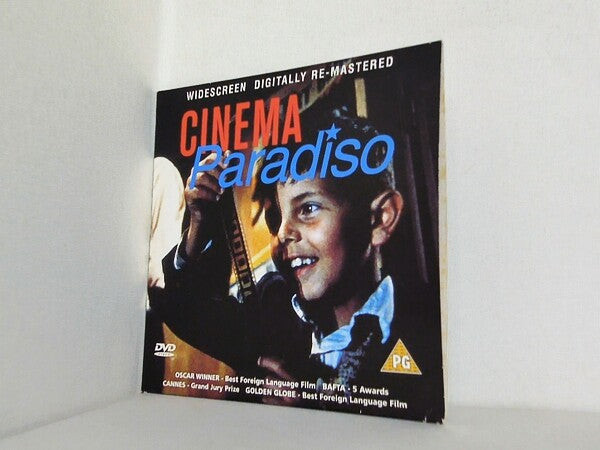 WIDESCREEN DIGITALLY RE-MASTERED
CINEMA
Paradiso
DVD
PG
OSCAR WINNER - Best Foreign Language Film BAFTA - 5 Awards
CANNES - Grand Jury Prize GOLDEN GLOBE - Best Foreign Language Film